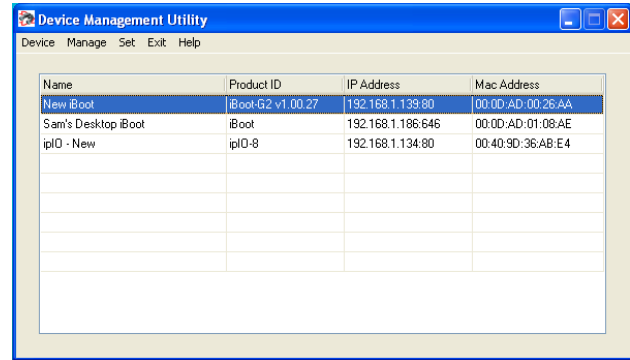 Device Management Utility
Device Manage Set Exit Help
Name Product ID IP Address Mac Address
New iBoot iBoot-G2 v1.00.27 192.168.1.139:80 00:0D:AD:00:26:AA
Sam's Desktop iBoot iBoot 192.168.1.186:646 00:0D:AD:01:08:AE
ipIO - New ipIO-8 192.168.1.134:80 00:40:9D:36:AB:E4